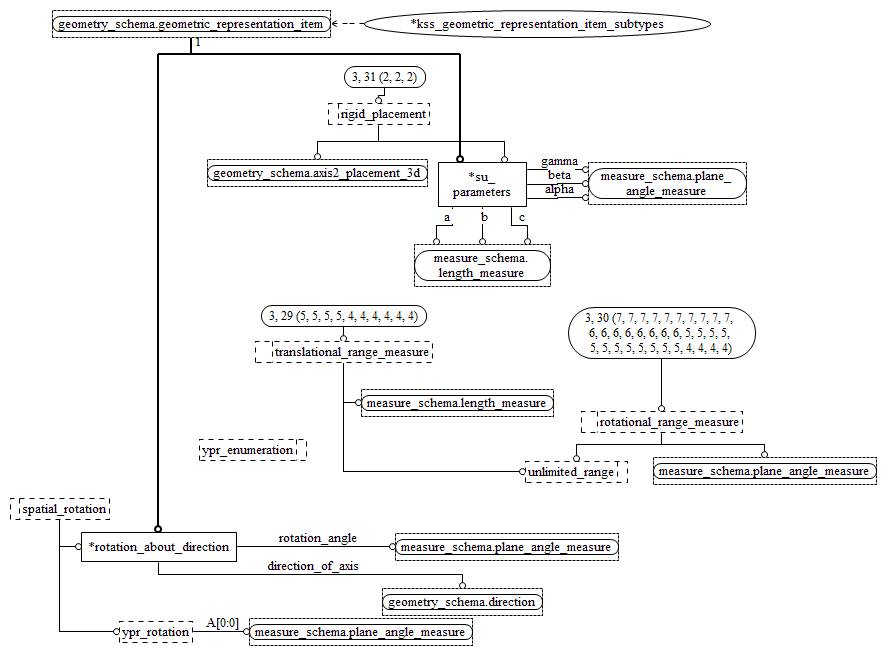 geometry_schema.geometric_representation_item
*kss_geometric_representation_item_subtypes
1
3, 31 (2, 2, 2)
rigid_placement
geometry_schema.axis2_placement_3d
*su_
parameters
gamma
beta
alpha
measure_schema.plane_
angle_measure
a
b
c
measure_schema.
length_measure
3, 29 (5, 5, 5, 5, 4, 4, 4, 4, 4, 4)
translational_range_measure
3, 30 (7, 7, 7, 7, 7, 7, 7, 7, 7, 7,
6, 6, 6, 6, 6, 6, 6, 6, 5, 5, 5, 5,
5, 5, 5, 5, 5, 5, 5, 5, 4, 4, 4, 4)
measure_schema.length_measure
rotational_range_measure
ypr_enumeration
unlimited_range
measure_schema.plane_angle_measure
spatial_rotation
*rotation_about_direction
rotation_angle
measure_schema.plane_angle_measure
direction_of_axis
geometry_schema.direction
ypr_rotation
A[0:0]
measure_schema.plane_angle_measure